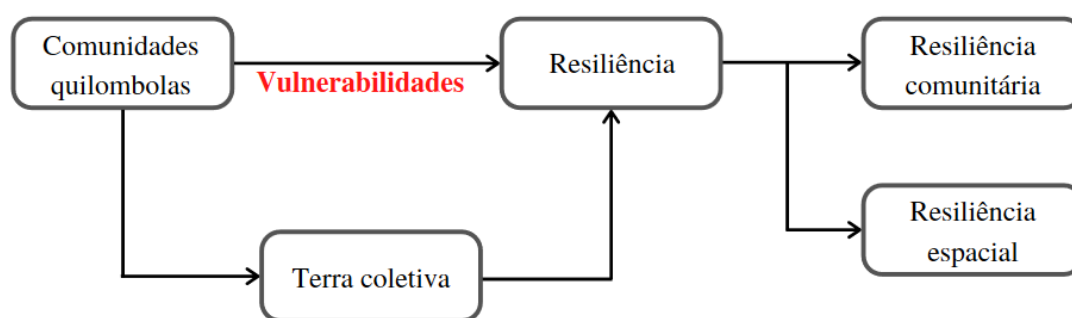 Comunidades
quilombolas
Vulnerabilidades
Resiliência
Resiliência
comunitária
Resiliência
espacial
Terra coletiva